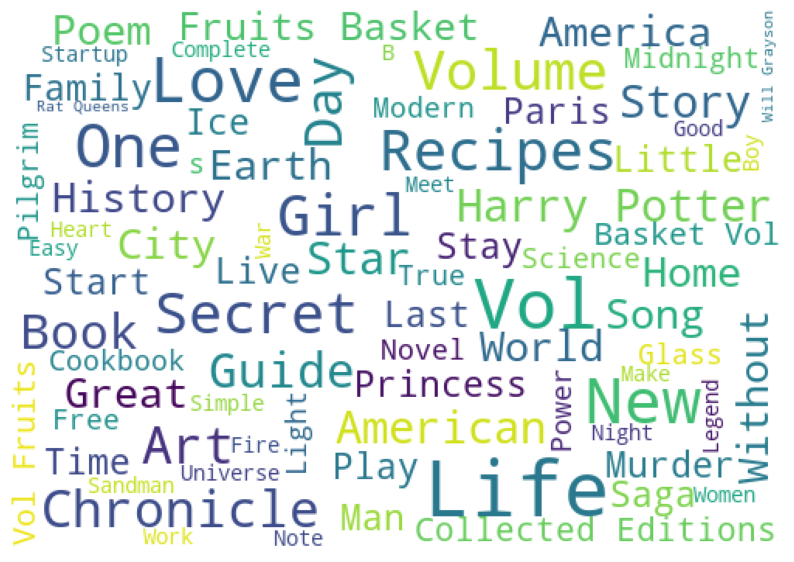 Poem Fruits Basket America Will Grayson
Startup Complete B Volume Midnight
Family Love Day Modern Paris Story
Rat Queens Ice Good
One s Earth Recipes Little Boy
Pilgrim History Girl Meet Harry Potter
Heart War Stay Basket Vol
Easy City Star Science
Start Live True Home
Secret Last Vol Song
Book Novel World Glass Without
Cookbook Guide Princess Make
Vol Fruits Great Simple New Legend
Free Light American Power
Art Fire Night
Time Universe Play Life Murder
Sandman Saga Women
Chronicle Man Collected Editions
Work Note